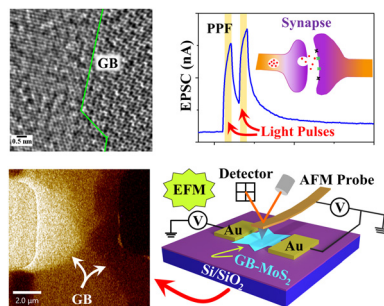 GB
0.5 nm
EPSC (nA)
PPF
Synapse
Light Pulses
GB
2.0 μm
EFM
Detector
AFM Probe
V
Au
Au
V
GB-MoS₂
Si/SiO₂